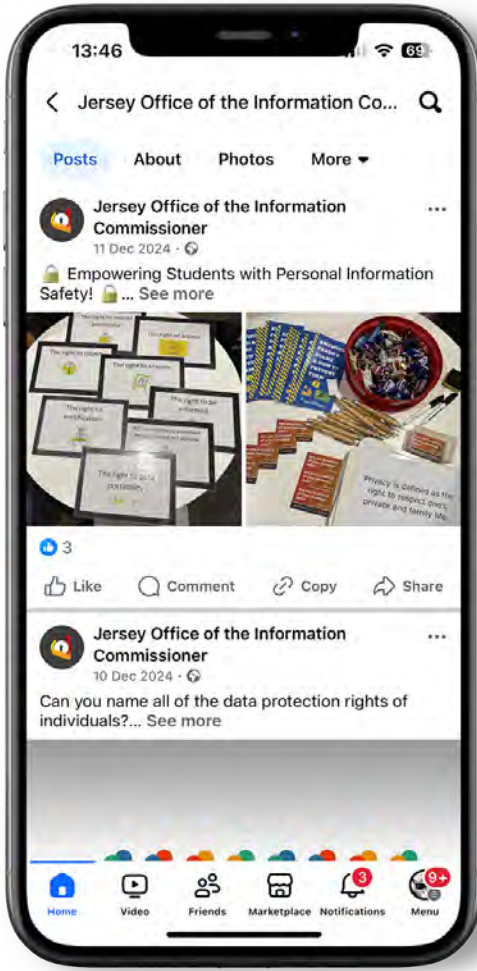 13:46
69
Jersey Office of the Information Co...
Posts About Photos More
Jersey Office of the Information
Commissioner
11 Dec 2024 ·
Empowering Students with Personal Information
Safety! ... See more
The right to access
The right to
rectification
The right to be
informed
The right to data
portability
Privacy is defined as the
right to respect one's
private and family life
3
Like Comment Copy Share
Jersey Office of the Information
Commissioner
10 Dec 2024 ·
Can you name all of the data protection rights of
individuals?... See more
3
9+
Home Video Friends Marketplace Notifications Menu